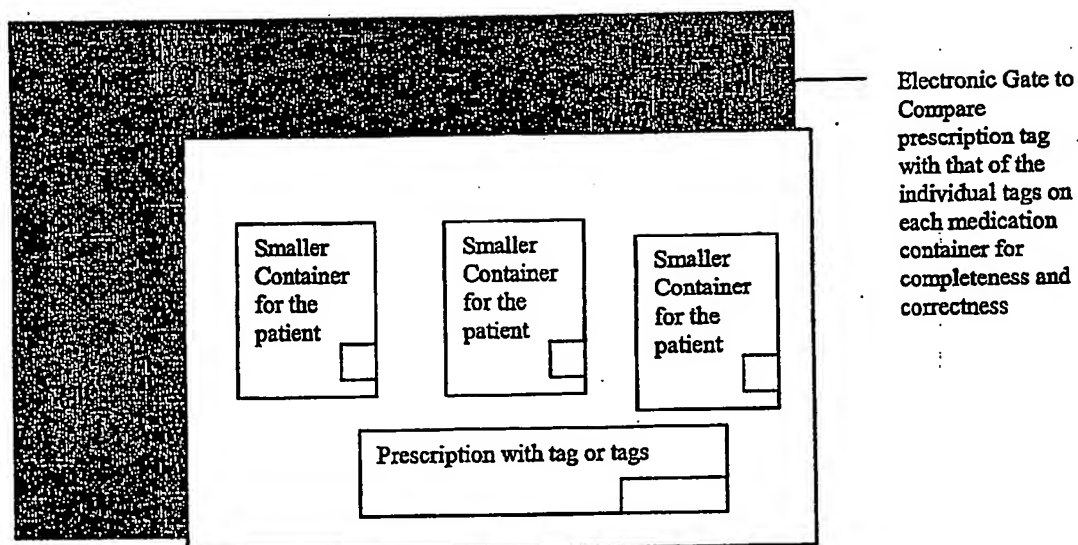 Electronic Gate to
Compare
prescription tag
with that of the
individual tags on
each medication
container for
completeness and
correctness
Smaller
Container
for the
patient
Smaller
Container
for the
patient
Smaller
Container
for the
patient
Prescription with tag or tags